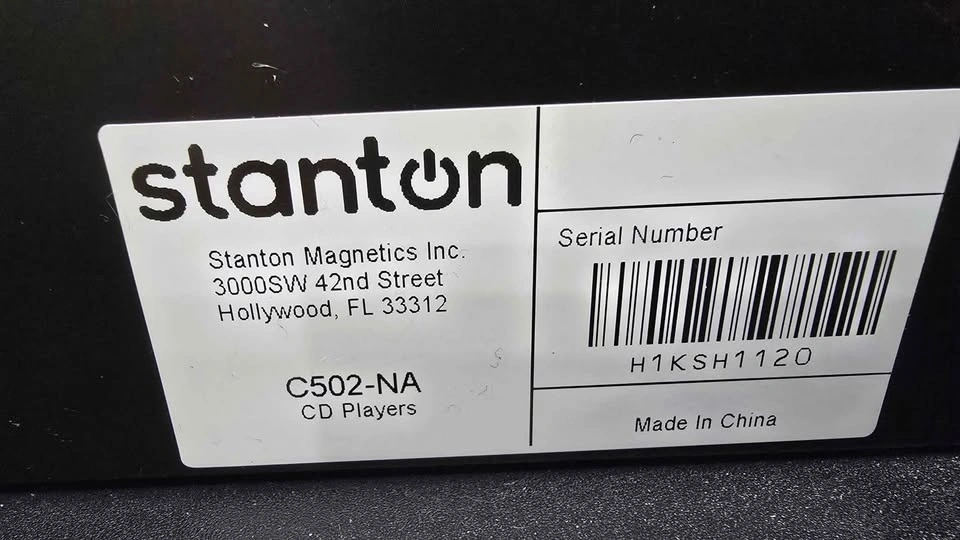 stanton
Stanton Magnetics Inc.
3000SW 42nd Street
Hollywood, FL 33312
C502-NA
CD Players
Serial Number
H1KSH1120
Made In China